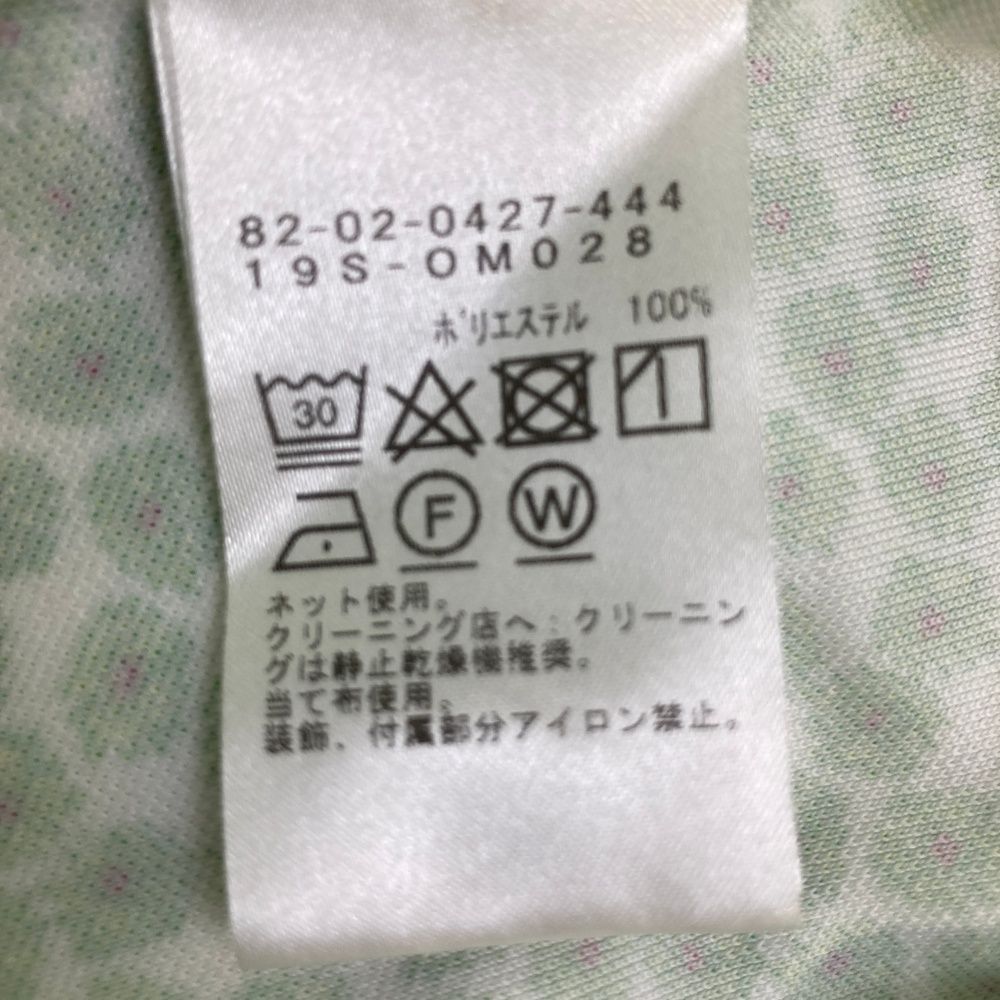 82-02-0427-444
19S-OM028
ポリエステル 100%
30
F W
ネット使用。
クリーニング店へ:クリーニン
グは静止乾燥機推奨。
当て布使用。
装飾、付属部分アイロン禁止。